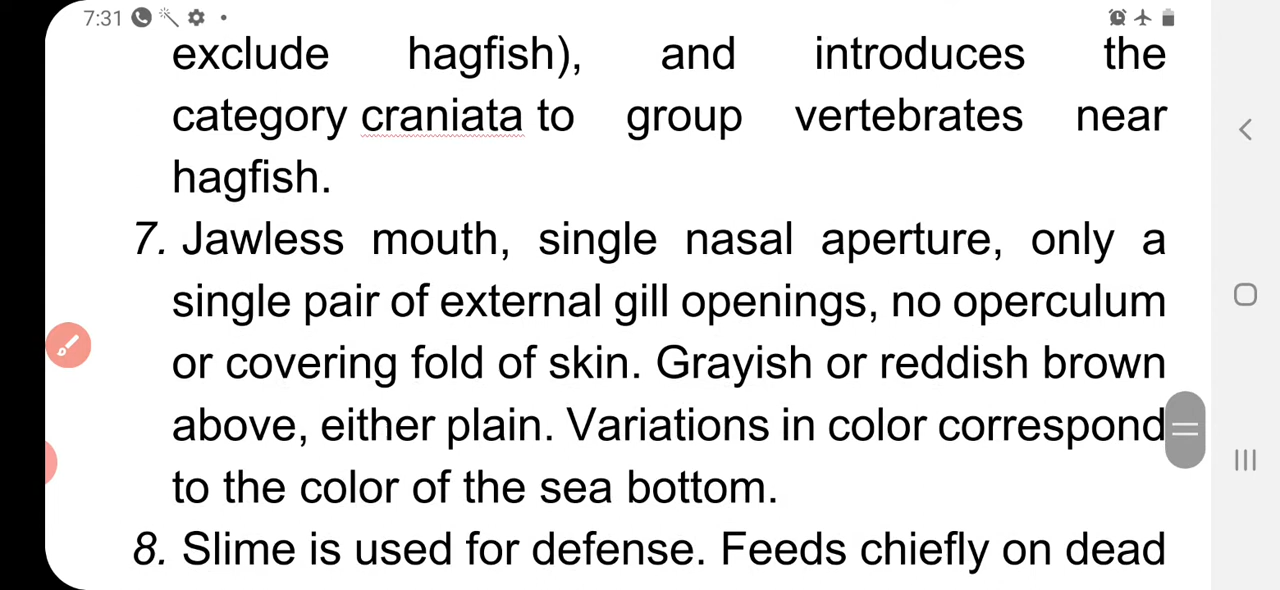 7:31
exclude hagfish), and introduces the
category craniata to group vertebrates near
hagfish.
7. Jawless mouth, single nasal aperture, only a
single pair of external gill openings, no operculum
or covering fold of skin. Grayish or reddish brown
above, either plain. Variations in color correspond
to the color of the sea bottom.
8. Slime is used for defense. Feeds chiefly on dead